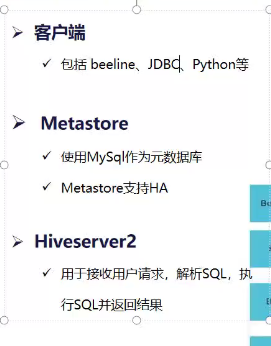 客户端
包括 beeline、JDBC、Python等
Metastore
使用MySql作为元数据库
Metastore支持HA
Hiveserver2
用于接收用户请求，解析SQL，执
行SQL并返回结果